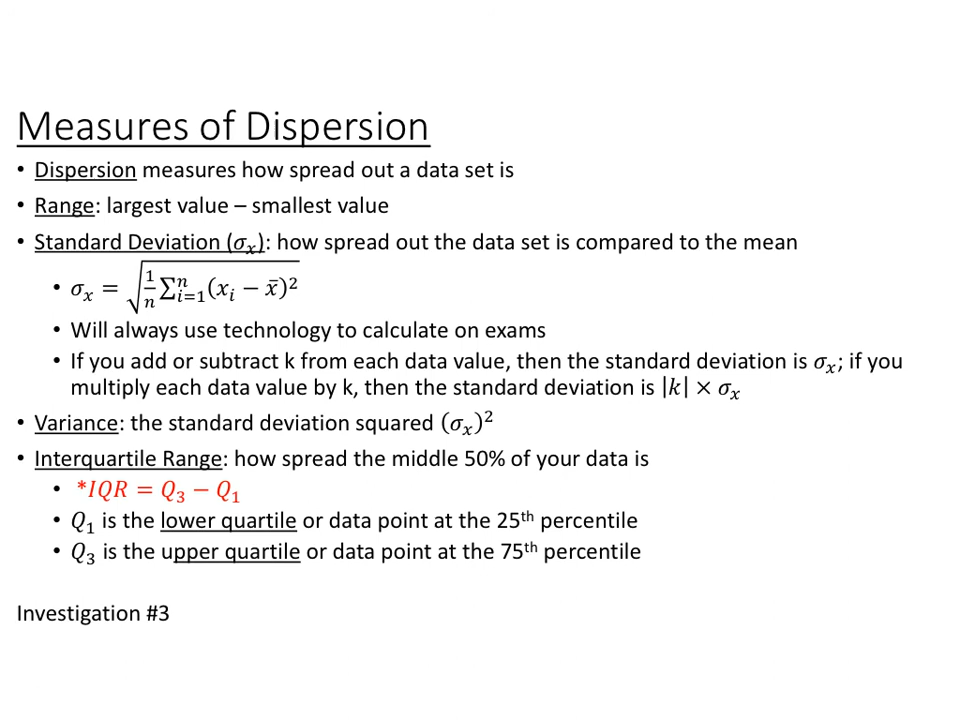 Measures of Dispersion
• Dispersion measures how spread out a data set is
• Range: largest value – smallest value
• Standard Deviation (σₓ): how spread out the data set is compared to the mean
• σₓ = √(1/n ∑ⁿᵢ₌₁(xᵢ − x̄)²)
• Will always use technology to calculate on exams
• If you add or subtract k from each data value, then the standard deviation is σₓ; if you
multiply each data value by k, then the standard deviation is |k| × σₓ
• Variance: the standard deviation squared (σₓ)²
• Interquartile Range: how spread the middle 50% of your data is
• *IQR = Q₃ − Q₁
• Q₁ is the lower quartile or data point at the 25th percentile
• Q₃ is the upper quartile or data point at the 75th percentile
Investigation #3